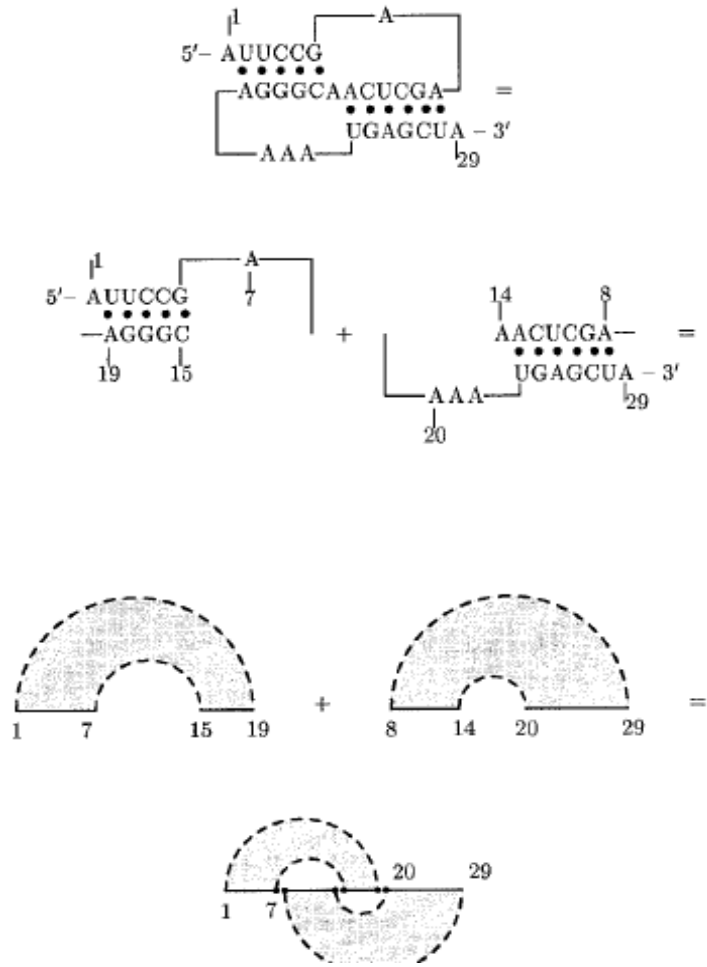 1
A
5′– AUUCCG
AGGGCAACUCGA =
UGAGCUA – 3′
AAA
29
1
A
7
5′– AUUCCG
14 8
+ AACUCGA =
AGGGC
19 15
UGAGCUA – 3′
AAA
29
20
1 7 15 19 + 8 14 20 29 =
20 29
1 7